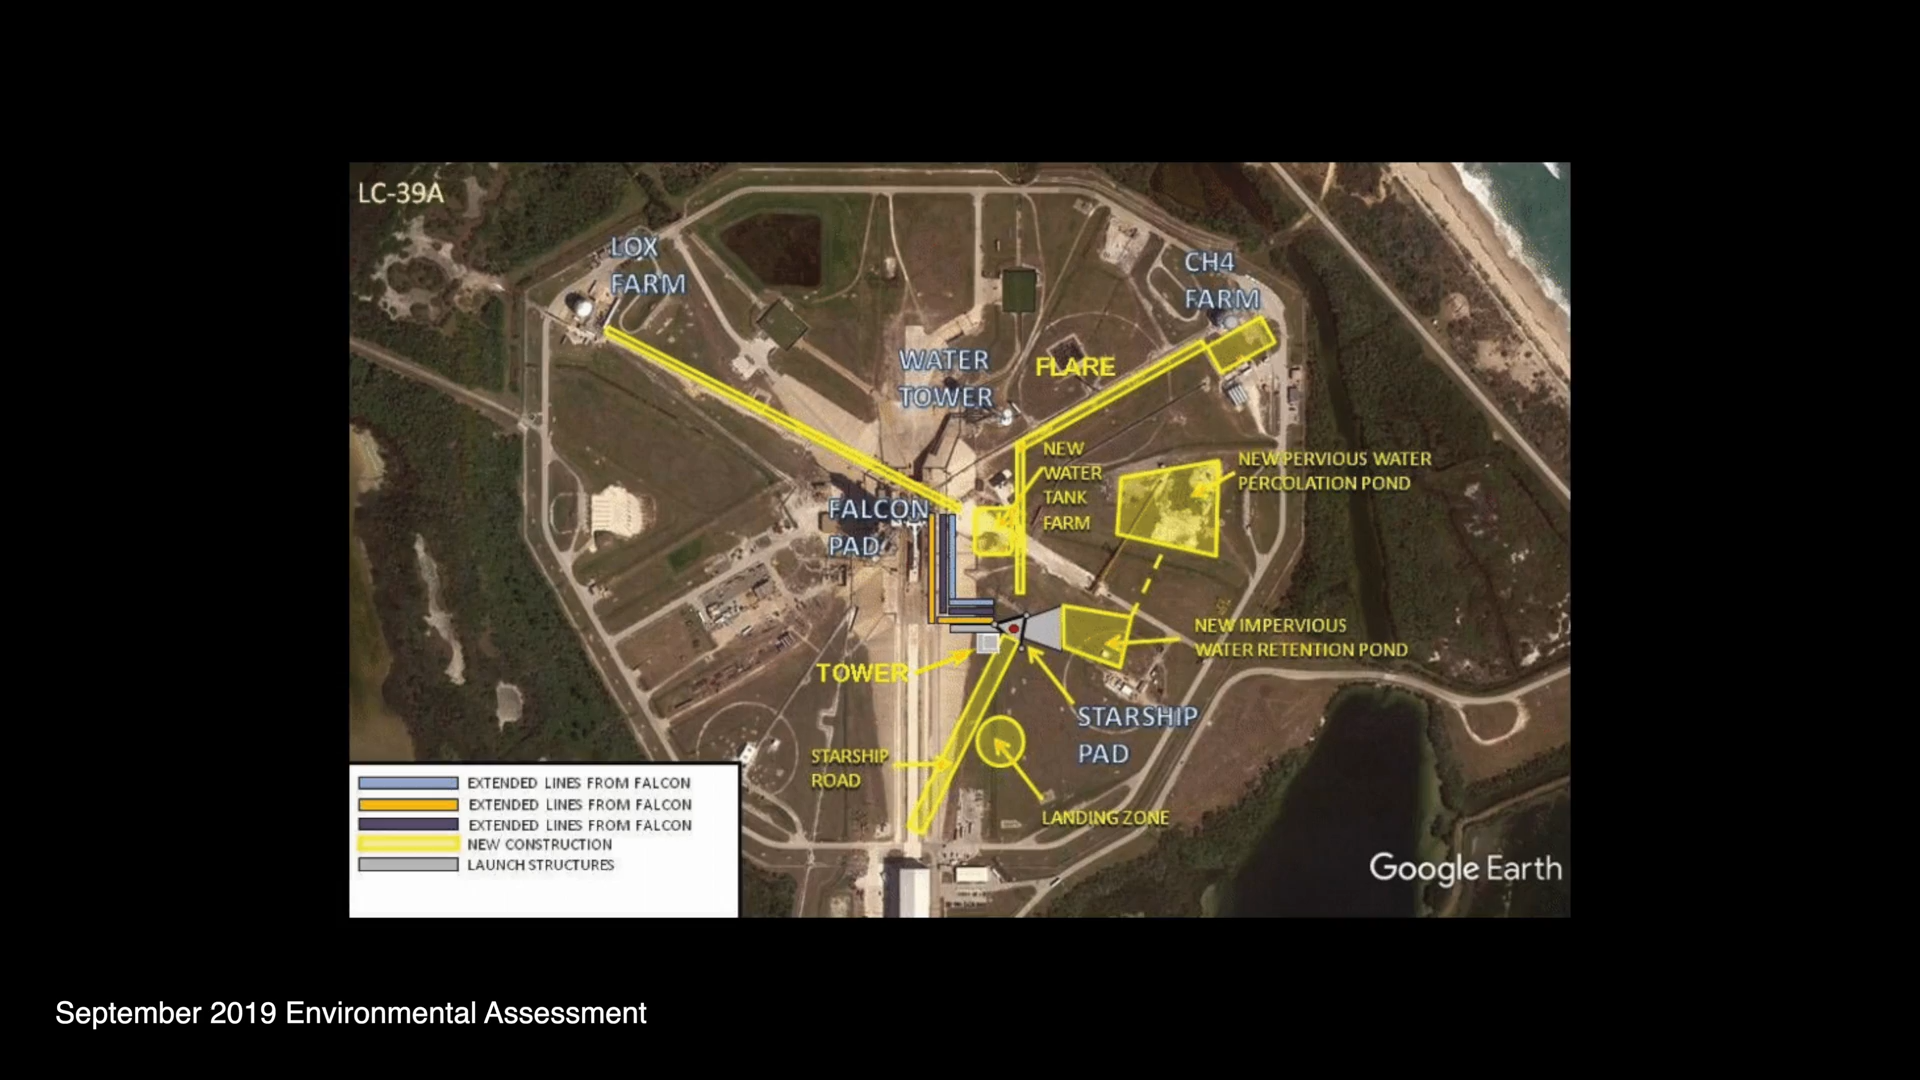 LC-39A
LOX
FARM
CH4
FARM
WATER
TOWER
FLARE
NEW
WATER
TANK
FARM
NEW PERVIOUS WATER
PERCOLATION POND
FALCON
PAD
NEW IMPERVIOUS
WATER RETENTION POND
TOWER
STARSHIP
PAD
STARSHIP
ROAD
LANDING ZONE
EXTENDED LINES FROM FALCON
EXTENDED LINES FROM FALCON
EXTENDED LINES FROM FALCON
NEW CONSTRUCTION
LAUNCH STRUCTURES
Google Earth
September 2019 Environmental Assessment